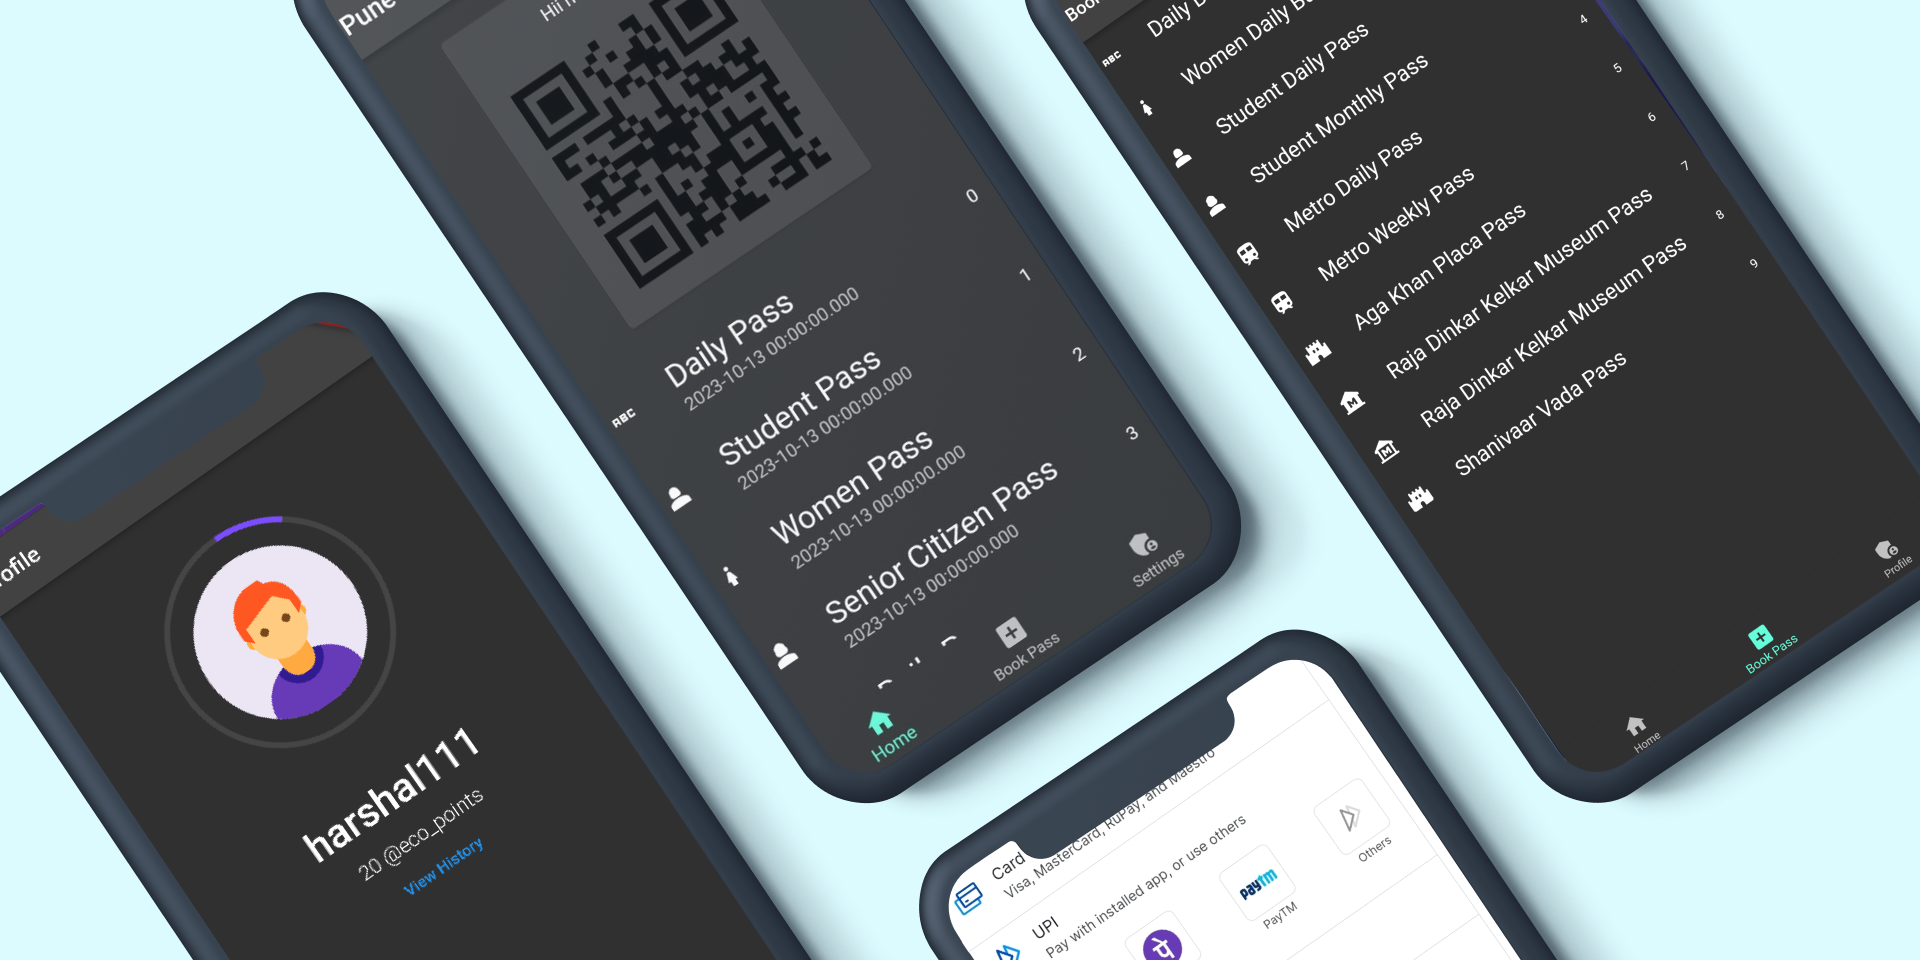 Profile
harshal111
20 @eco_points
View History
Pune
Hii
0
Daily Pass
2023-10-13 00:00:00.000
1
ABC
Student Pass
2023-10-13 00:00:00.000
2
Women Pass
2023-10-13 00:00:00.000
3
Senior Citizen Pass
2023-10-13 00:00:00.000
Home
Book Pass
Settings
Card
Visa, MasterCard, RuPay, and Maestro
UPI
Pay with installed app, or use others
पे
paytm
PayTM
Others
Book
Daily
ABC
Women Daily
Student Daily Pass
4
Student Monthly Pass
5
Metro Daily Pass
6
Metro Weekly Pass
7
Aga Khan Placa Pass
8
Raja Dinkar Kelkar Museum Pass
9
M
Raja Dinkar Kelkar Museum Pass
M
Shanivaar Vada Pass
Home
Book Pass
Profile